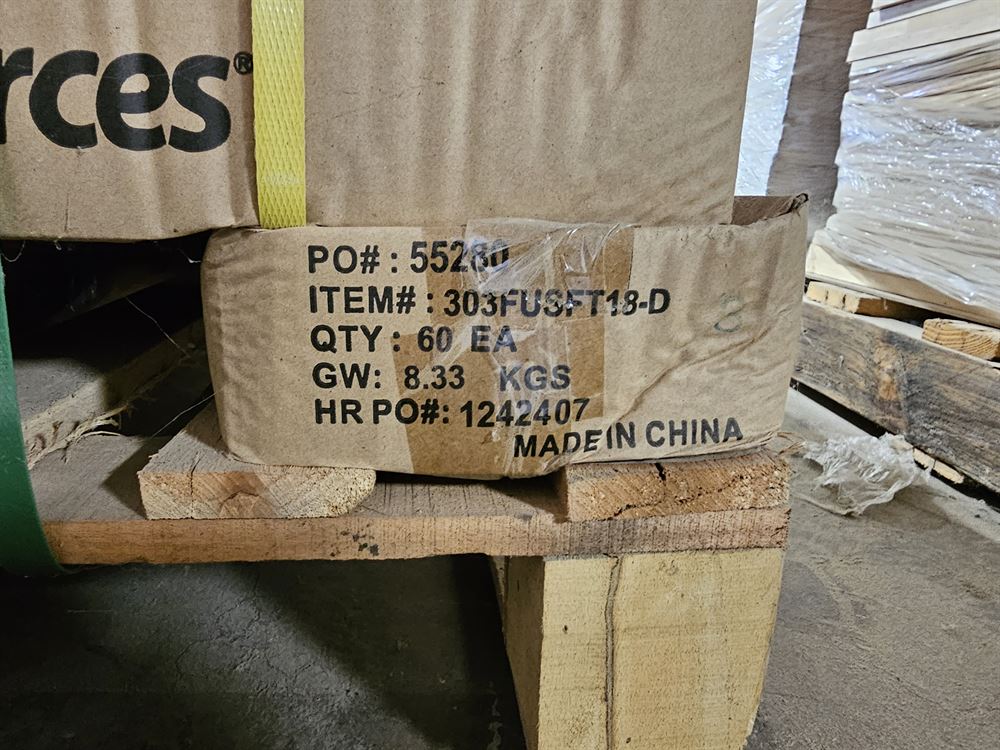 rces®
PO# : 55280
ITEM# : 303FUSFT18-D
QTY : 60 EA
GW: 8.33 KGS
HR PO#: 1242407
MADE IN CHINA